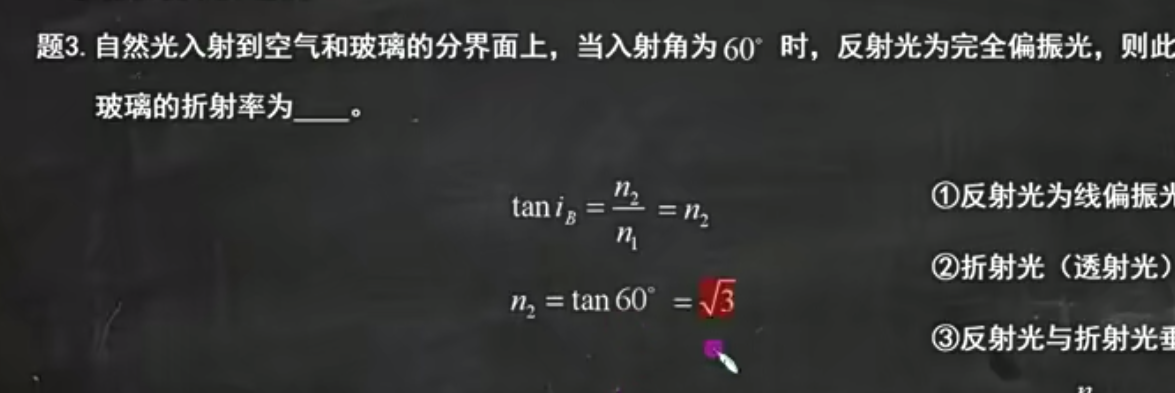 题3. 自然光入射到空气和玻璃的分界面上，当入射角为 60° 时，反射光为完全偏振光，则此
玻璃的折射率为____。
tan i_B = n_2/n_1 = n_2
n_2 = tan 60° = √3
①反射光为线偏振光
②折射光（透射光）
③反射光与折射光垂